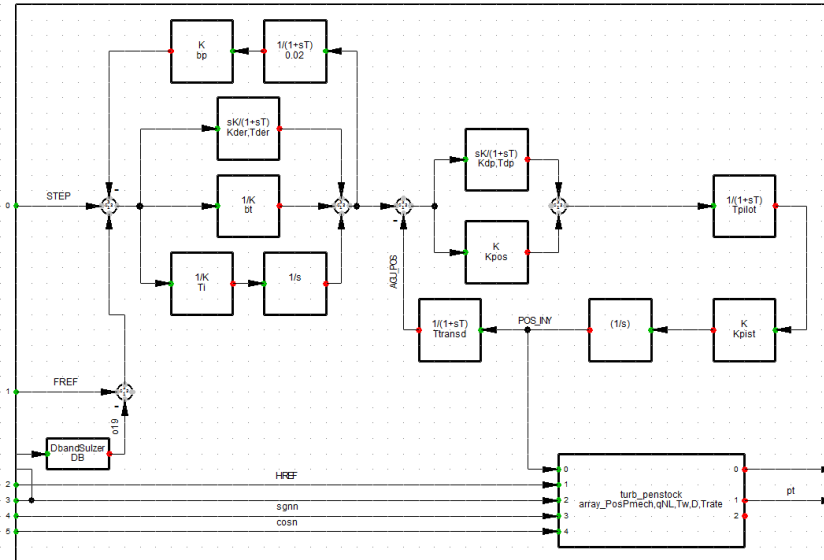 K
bp
1/(1+sT)
0.02
sK/(1+sT)
Kder,Tder
-
STEP
0
1/K
bt
-
sK/(1+sT)
Kdp,Tdp
1/(1+sT)
Tpilot
K
Kpos
1/K
Ti
1/s
AGU_POS
1/(1+sT)
Ttransd
POS_INY
(1/s)
K
Kpist
1
FREF
-
o19
DbandSulzer
DB
2
HREF
3
sgnn
4
cosn
5
0
1
2
3
4
turb_penstock
array_PosPmech,qNL,Tw,D,Trate
0
1
2
pt